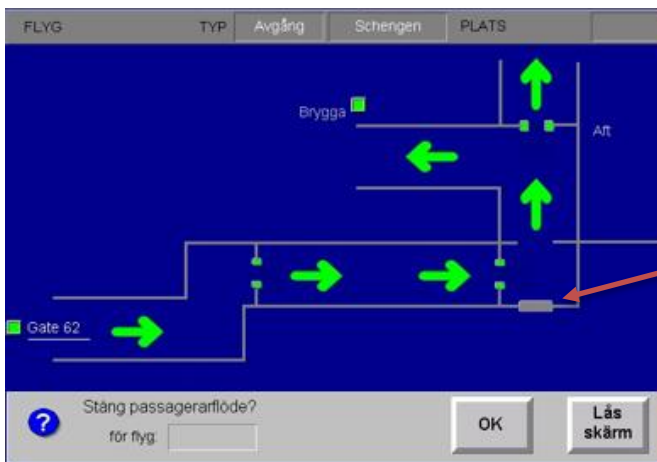 FLYG TYP Avgång Schengen PLATS
Brygga
Aft
Gate 62
Stäng passagerarflöde?
för flyg:
OK
Lås
skärm